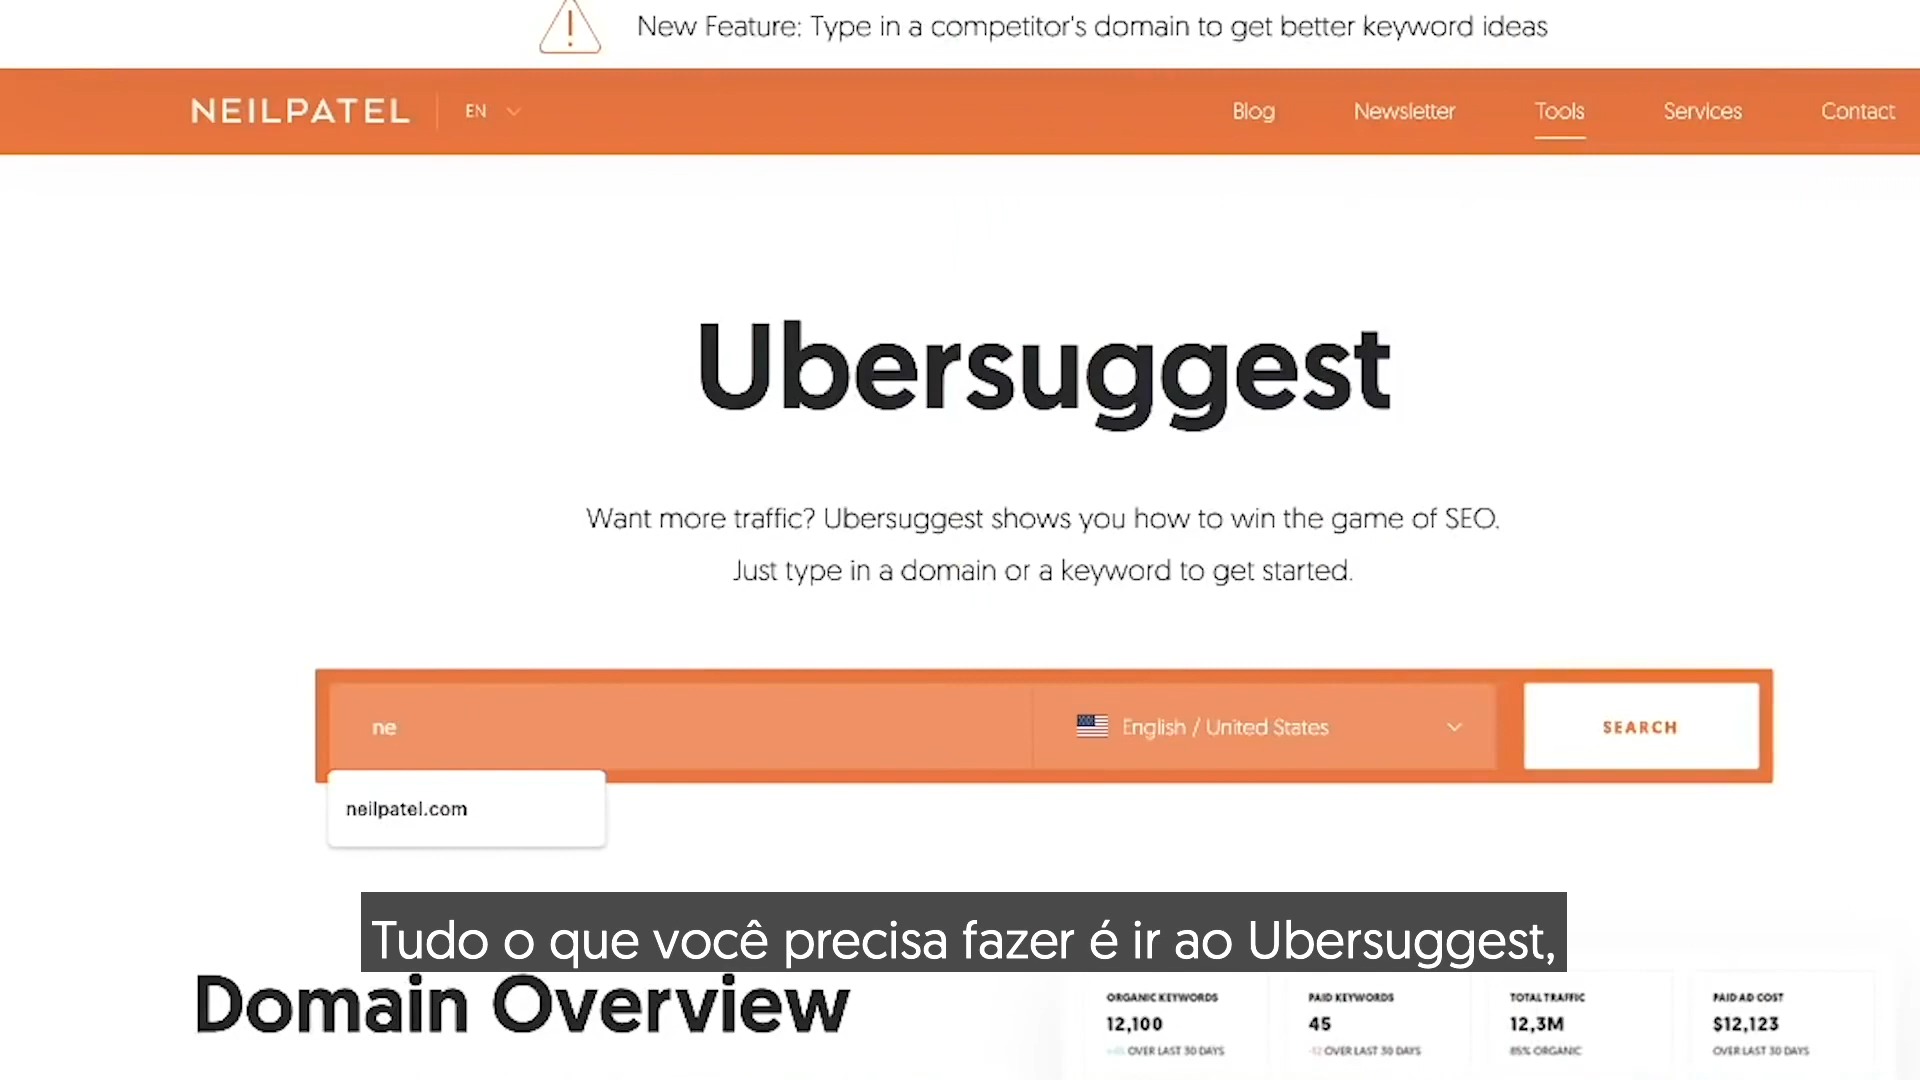 New Feature: Type in a competitor's domain to get better keyword ideas
NEILPATEL EN Blog Newsletter Tools Services Contact
Ubersuggest
Want more traffic? Ubersuggest shows you how to win the game of SEO.
Just type in a domain or a keyword to get started.
ne English / United States SEARCH
neilpatel.com
Tudo o que você precisa fazer é ir ao Ubersuggest,
Domain Overview
ORGANIC KEYWORDS PAID KEYWORDS TOTAL TRAFFIC PAID AD COST
12,100 45 12,3M $12,123
OVER LAST 30 DAYS -12 OVER LAST 30 DAYS 85% ORGANIC OVER LAST 30 DAYS